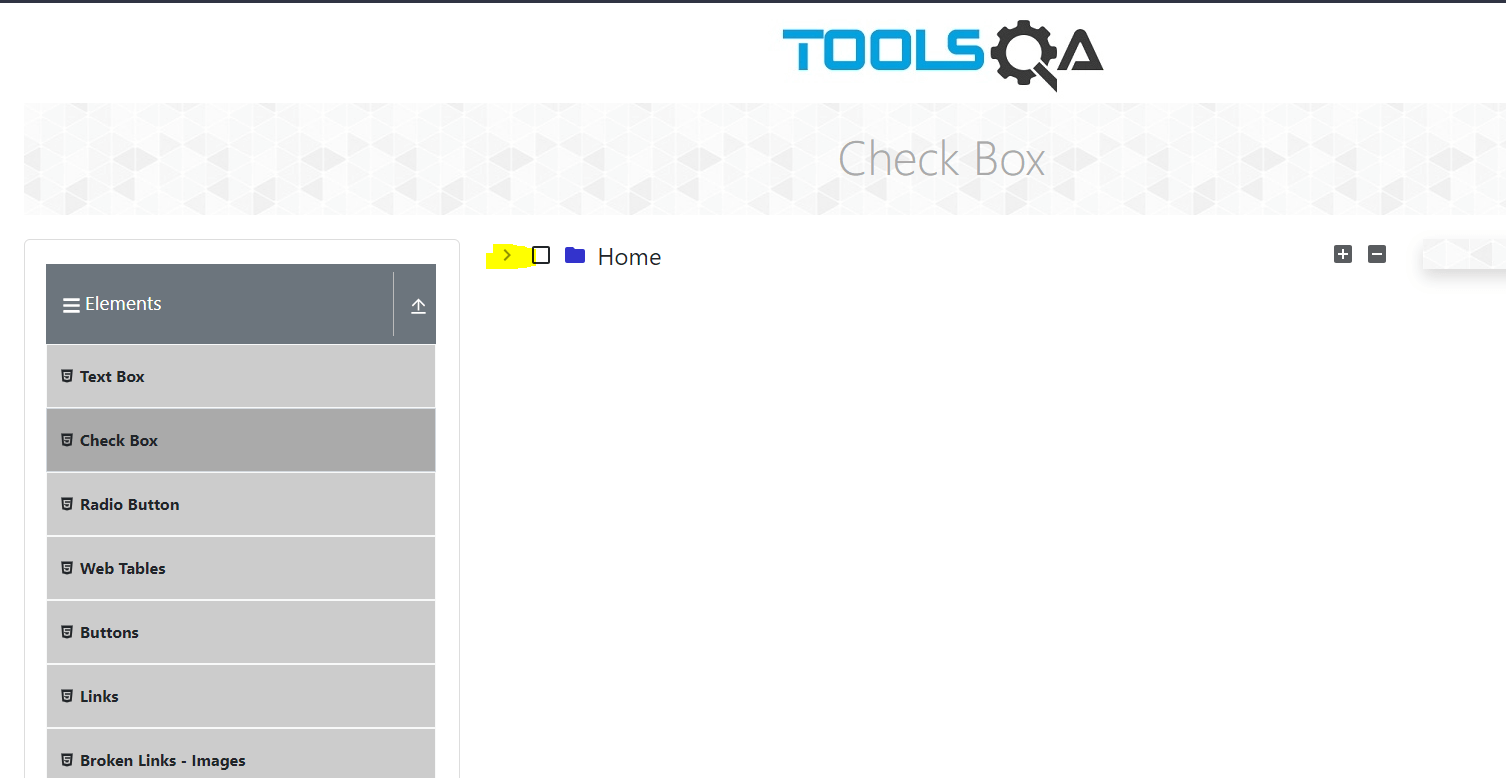 TOOLSQA
Check Box
Home
Elements
Text Box
Check Box
Radio Button
Web Tables
Buttons
Links
Broken Links - Images